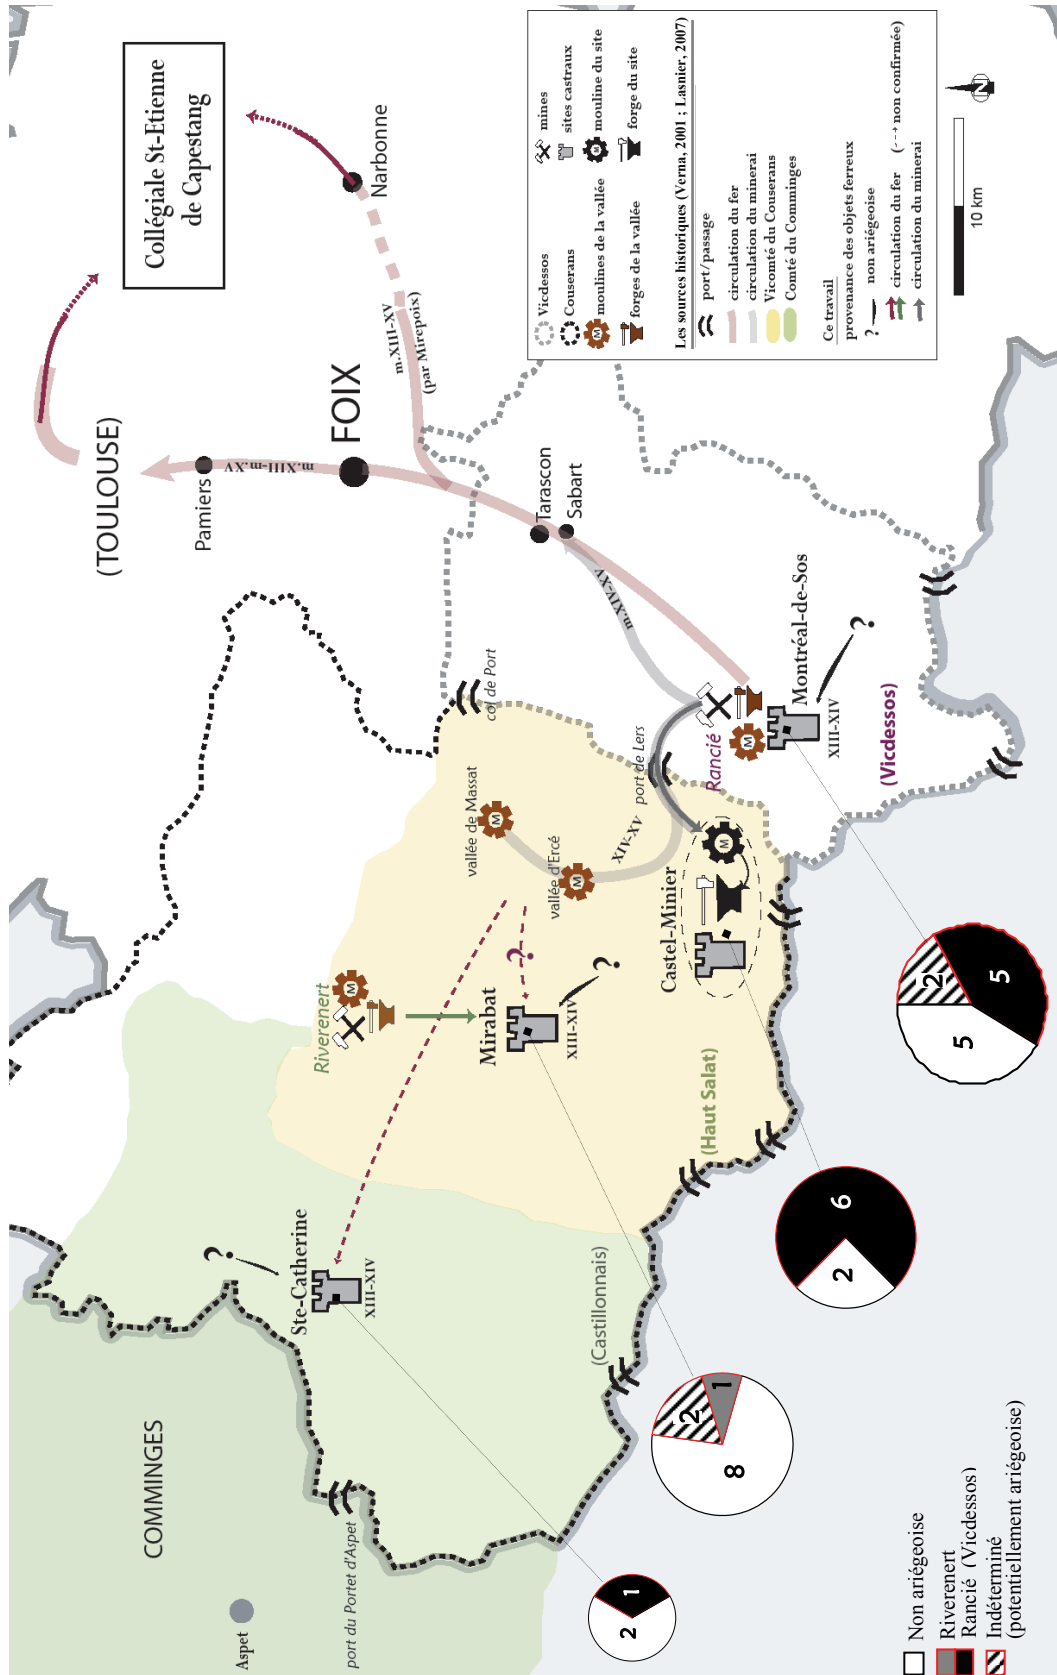 COMMINGES
Aspet
port du Portet d'Aspet
Ste-Catherine
XIII-XIV
?
(Castillonnais)
Riverenert
M
Mirabat
XIII-XIV
?
?
(Haut Salat)
vallée de Massat
M
vallée d'Ercé
M
XIV-XV
Castel-Minier
M
port de Lers
col de Port
Rancié
M
Montréal-de-Sos
XIII-XIV
?
(Vicdessos)
m.XIV-XV
Tarascon
Sabart
FOIX
Pamiers
m.XIII-m.XV
(TOULOUSE)
m.XIII-XV
(par Mirepoix)
Narbonne
Collégiale St-Etienne
de Capestang
Vicdessos
Couserans
M
moulines de la vallée
forges de la vallée
mines
sites castraux
M
mouline du site
forge du site
Les sources historiques (Verna, 2001 ; Lasnier, 2007)
port/passage
circulation du fer
circulation du minerai
Vicomté du Couserans
Comté du Comminges
Ce travail
provenance des objets ferreux
? non ariégeoise
circulation du fer (--→ non confirmée)
circulation du minerai
N
10 km
2
1
8
2
1
2
6
5
2
5
Non ariégeoise
Riverenert
Rancié (Vicdessos)
Indéterminé
(potentiellement ariégeoise)